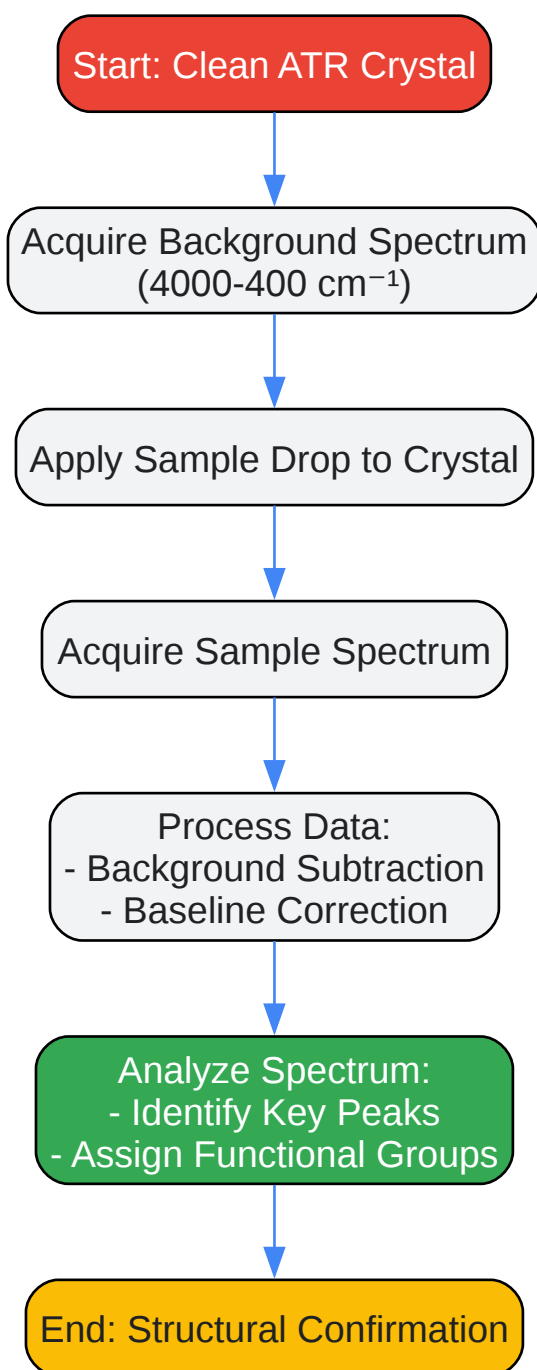 Start: Clean ATR Crystal
Acquire Background Spectrum
(4000-400 cm⁻¹)
Apply Sample Drop to Crystal
Acquire Sample Spectrum
Process Data:
- Background Subtraction
- Baseline Correction
Analyze Spectrum:
- Identify Key Peaks
- Assign Functional Groups
End: Structural Confirmation